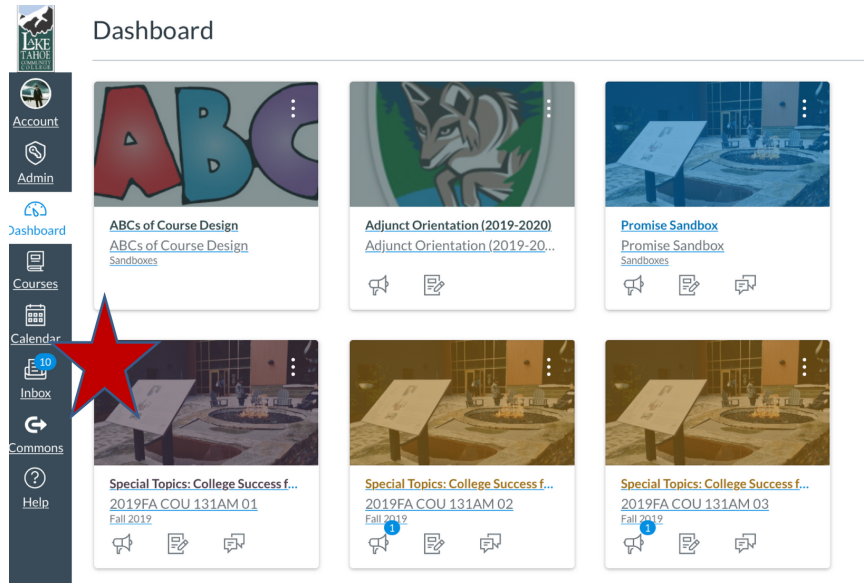 LAKE
TAHOE
COMMUNITY
COLLEGE
Dashboard
Account
Admin
Dashboard
Courses
Calendar
10
Inbox
Commons
Help
ABC
ABCs of Course Design
ABCs of Course Design
Sandboxes
Adjunct Orientation (2019-2020)
Adjunct Orientation (2019-20...
Promise Sandbox
Promise Sandbox
Sandboxes
Special Topics: College Success f...
2019FA COU 131AM 01
Fall 2019
Special Topics: College Success f...
2019FA COU 131AM 02
Fall 2019
1
Special Topics: College Success f...
2019FA COU 131AM 03
Fall 2019
1